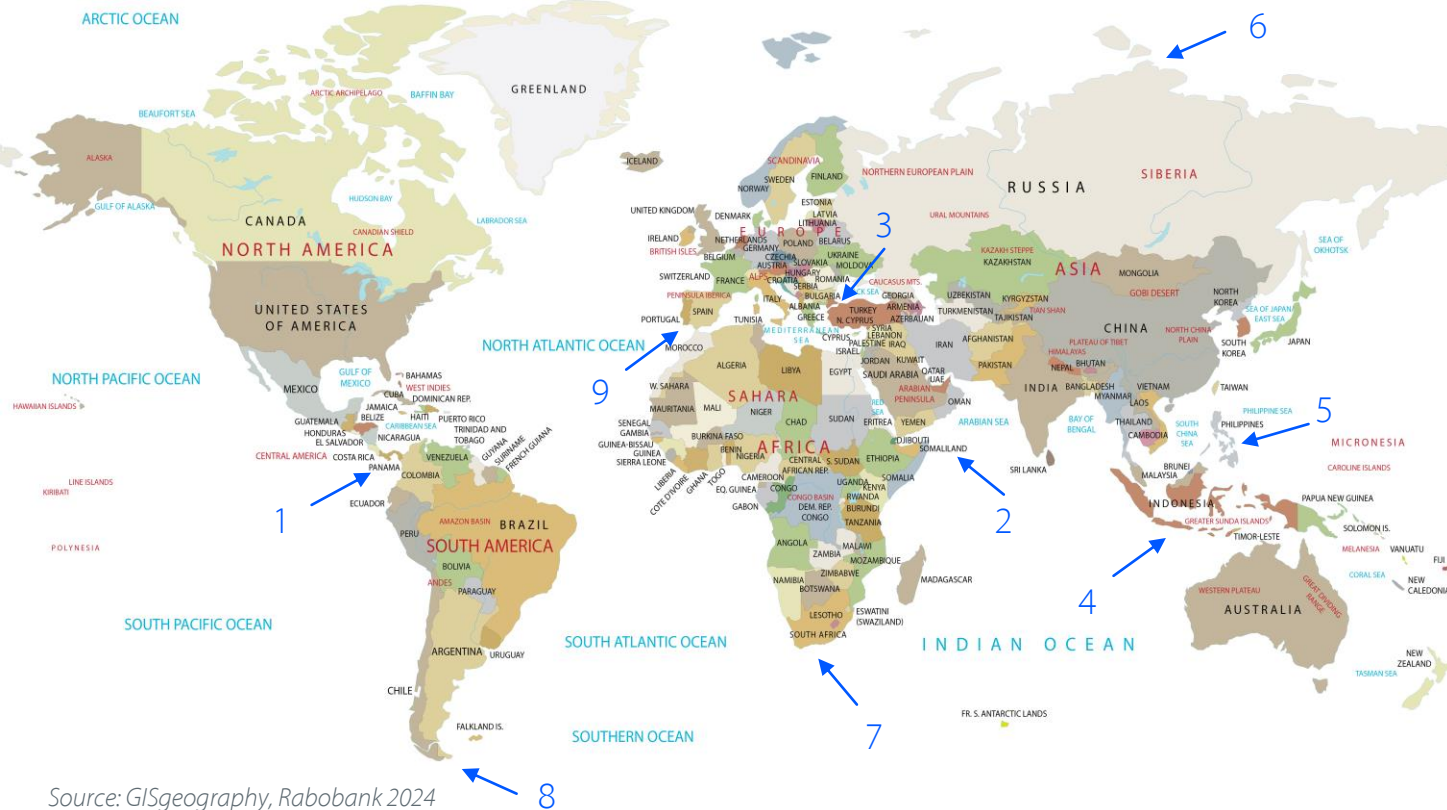 ARCTIC OCEAN
6
GREENLAND
ARCTIC ARCHIPELAGO
BAFFIN BAY
BEAUFORT SEA
ALASKA
ICELAND
SCANDINAVIA
NORTHERN EUROPEAN PLAIN
SIBERIA
SWEDEN
FINLAND
NORWAY
RUSSIA
GULF OF ALASKA
HUDSON BAY
LABRADOR SEA
CANADA
CANADIAN SHIELD
NORTH AMERICA
UNITED KINGDOM
DENMARK
ESTONIA
LATVIA
LITHUANIA
URAL MOUNTAINS
3
IRELAND
BRITISH ISLES
NETHERLANDS
EUROPE
GERMANY
POLAND
BELARUS
SEA OF
OKHOTSK
BELGIUM
CZECHIA
AUSTRIA
SLOVAKIA
UKRAINE
MOLDOVA
KAZAKH STEPPE
KAZAKHSTAN
ASIA
MONGOLIA
SWITZERLAND
FRANCE
ALPS
HUNGARY
CROATIA
ROMANIA
SERBIA
CAUCASUS MTS.
GOBI DESERT
PENINSULA IBERICA
ITALY
BULGARIA
CK SEA
GEORGIA
UZBEKISTAN
KYRGYZSTAN
NORTH
KOREA
UNITED STATES
OF AMERICA
PORTUGAL
SPAIN
TUNISIA
ALBANIA
GREECE
TURKEY
N. CYPRUS
ARMENIA
AZERBAIJAN
TURKMENISTAN
TAJIKISTAN
TIAN SHAN
SEA OF JAPAN/
EAST SEA
MEDITERRANEAN
SEA
SYRIA
LEBANON
CHINA
NORTH CHINA
PLAIN
NORTH ATLANTIC OCEAN
MOROCCO
CYPRUS
PALESTINE
IRAQ
ISRAEL
IRAN
AFGHANISTAN
PLATEAU OF TIBET
HIMALAYAS
SOUTH
KOREA
JAPAN
9
ALGERIA
LIBYA
EGYPT
JORDAN
KUWAIT
SAUDI ARABIA
QATAR
UAE
PAKISTAN
NEPAL
BHUTAN
NORTH PACIFIC OCEAN
GULF OF
MEXICO
MEXICO
BAHAMAS
WEST INDIES
CUBA
DOMINICAN REP.
W. SAHARA
SAHARA
ARABIAN
PENINSULA
OMAN
INDIA
BANGLADESH
MYANMAR
VIETNAM
LAOS
TAIWAN
HAWAIIAN ISLANDS
JAMAICA
BELIZE
HAITI
PUERTO RICO
MAURITANIA
MALI
NIGER
SUDAN
RED
SEA
ERITREA
YEMEN
ARABIAN SEA
BAY OF
BENGAL
THAILAND
SOUTH
CHINA
SEA
PHILIPPINE SEA
PHILIPPINES
5
GUATEMALA
HONDURAS
EL SALVADOR
CARIBBEAN SEA
NICARAGUA
TRINIDAD AND
TOBAGO
SENEGAL
GAMBIA
GUINEA-BISSAU
GUINEA
SIERRA LEONE
BURKINA FASO
CHAD
AFRICA
DJIBOUTI
SOMALILAND
CAMBODIA
MICRONESIA
CENTRAL AMERICA
COSTA RICA
PANAMA
VENEZUELA
COLOMBIA
GUYANA
SURINAME
FRENCH GUIANA
BENIN
NIGERIA
CENTRAL
AFRICAN REP.
S. SUDAN
ETHIOPIA
SRI LANKA
BRUNEI
MALAYSIA
CAROLINE ISLANDS
LINE ISLANDS
KIRIBATI
1
ECUADOR
LIBERIA
COTE D'IVOIRE
GHANA
TOGO
CAMEROON
EQ. GUINEA
GABON
CONGO
CONGO BASIN
DEM. REP.
CONGO
UGANDA
KENYA
RWANDA
BURUNDI
TANZANIA
SOMALIA
2
INDONESIA
GREATER SUNDA ISLANDS
PAPUA NEW GUINEA
AMAZON BASIN
BRAZIL
PERU
SOUTH AMERICA
SOLOMON IS.
TIMOR-LESTE
POLYNESIA
ANGOLA
ZAMBIA
MALAWI
MOZAMBIQUE
MELANESIA
VANUATU
FIJI
BOLIVIA
ANDES
PARAGUAY
NAMIBIA
ZIMBABWE
BOTSWANA
MADAGASCAR
4
WESTERN PLATEAU
AUSTRALIA
GREAT DIVIDING
RANGE
CORAL SEA
NEW
CALEDONIA
SOUTH PACIFIC OCEAN
SOUTH ATLANTIC OCEAN
LESOTHO
ESWATINI
(SWAZILAND)
SOUTH AFRICA
INDIAN OCEAN
ARGENTINA
URUGUAY
NEW
ZEALAND
TASMAN SEA
CHILE
FALKLAND IS.
SOUTHERN OCEAN
7
FR. S. ANTARCTIC LANDS
8
Source: GISgeography, Rabobank 2024